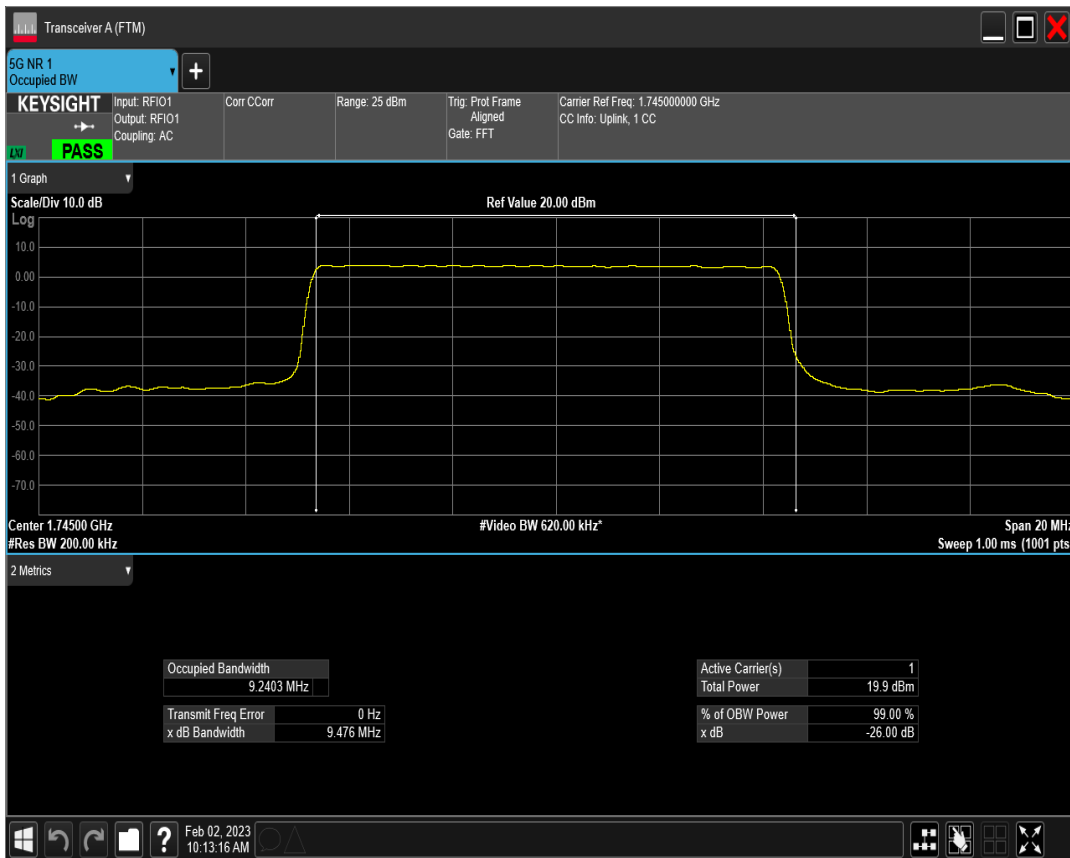 Transceiver A (FTM)
5G NR 1
Occupied BW
+
KEYSIGHT
LXI
PASS
Input: RFIO1
Output: RFIO1
Coupling: AC
Corr CCorr
Range: 25 dBm
Trig: Prot Frame
Aligned
Gate: FFT
Carrier Ref Freq: 1.745000000 GHz
CC Info: Uplink, 1 CC
1 Graph
Scale/Div 10.0 dB
Ref Value 20.00 dBm
Log
10.0
0.00
-10.0
-20.0
-30.0
-40.0
-50.0
-60.0
-70.0
Center 1.74500 GHz
#Video BW 620.00 kHz*
Span 20 MHz
#Res BW 200.00 kHz
Sweep 1.00 ms (1001 pts
2 Metrics
Occupied Bandwidth
9.2403 MHz
Transmit Freq Error 0 Hz
x dB Bandwidth 9.476 MHz
Active Carrier(s) 1
Total Power 19.9 dBm
% of OBW Power 99.00 %
x dB -26.00 dB
?
Feb 02, 2023
10:13:16 AM